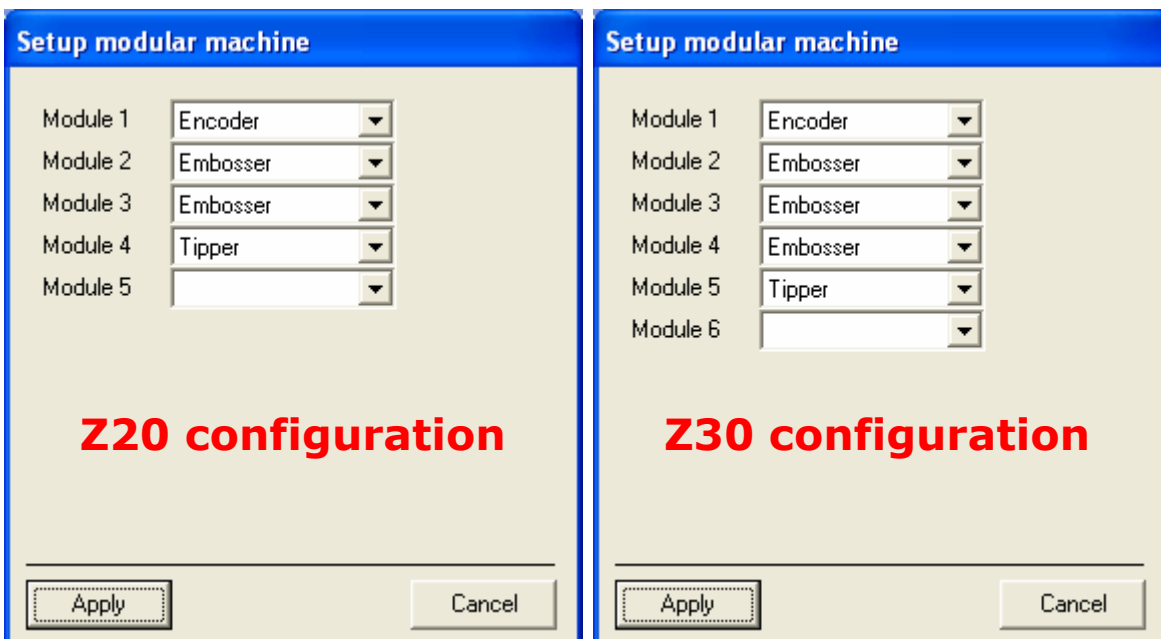 Setup modular machine
Module 1 Encoder
Module 2 Embosser
Module 3 Embosser
Module 4 Tipper
Module 5
Z20 configuration
Apply Cancel
Setup modular machine
Module 1 Encoder
Module 2 Embosser
Module 3 Embosser
Module 4 Embosser
Module 5 Tipper
Module 6
Z30 configuration
Apply Cancel